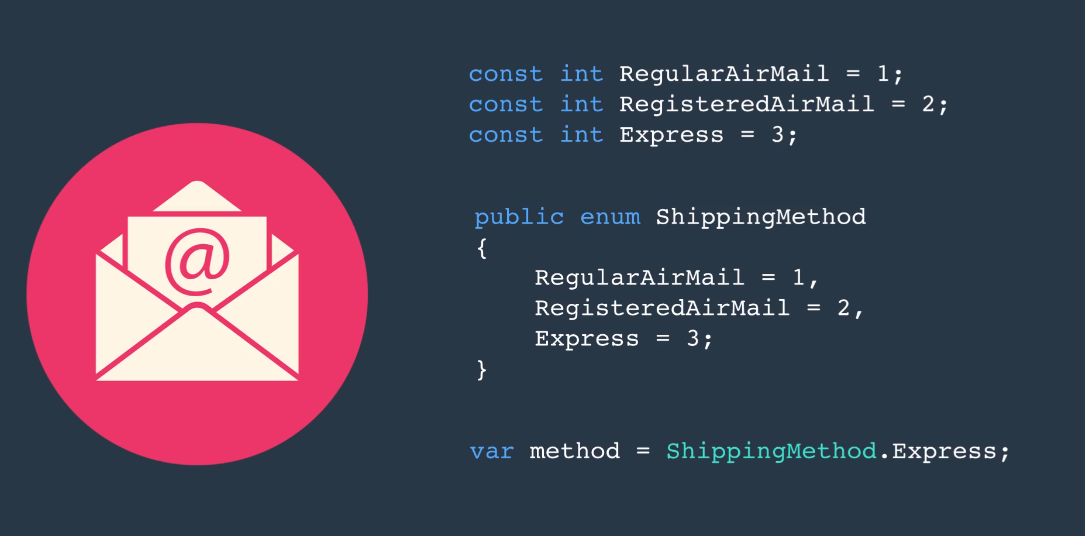 const int RegularAirMail = 1;
const int RegisteredAirMail = 2;
const int Express = 3;
@
public enum ShippingMethod
{
    RegularAirMail = 1,
    RegisteredAirMail = 2,
    Express = 3;
}
var method = ShippingMethod.Express;